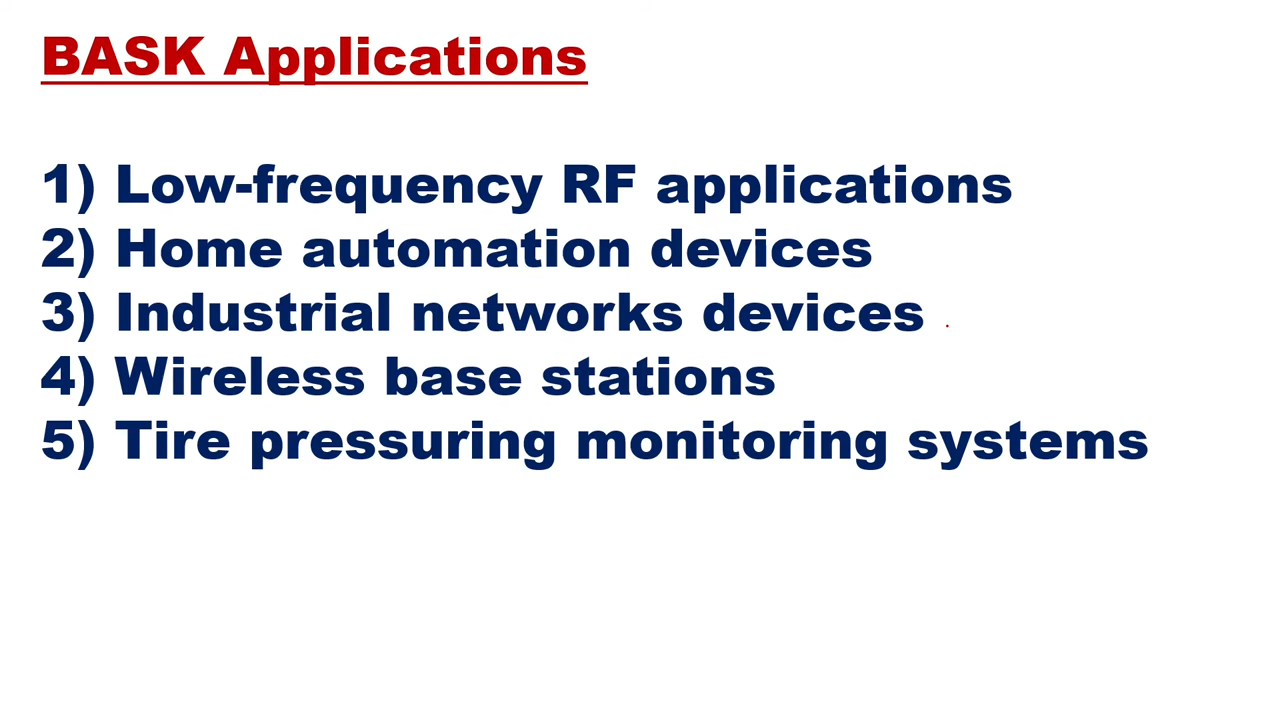 BASK Applications
1) Low-frequency RF applications
2) Home automation devices
3) Industrial networks devices
4) Wireless base stations
5) Tire pressuring monitoring systems